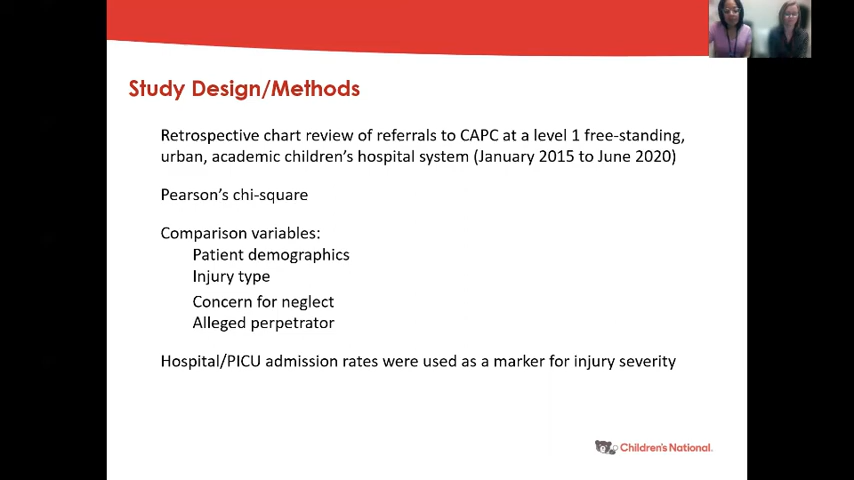 Study Design/Methods
Retrospective chart review of referrals to CAPC at a level 1 free-standing,
urban, academic children's hospital system (January 2015 to June 2020)
Pearson's chi-square
Comparison variables:
Patient demographics
Injury type
Concern for neglect
Alleged perpetrator
Hospital/PICU admission rates were used as a marker for injury severity
Children's National.